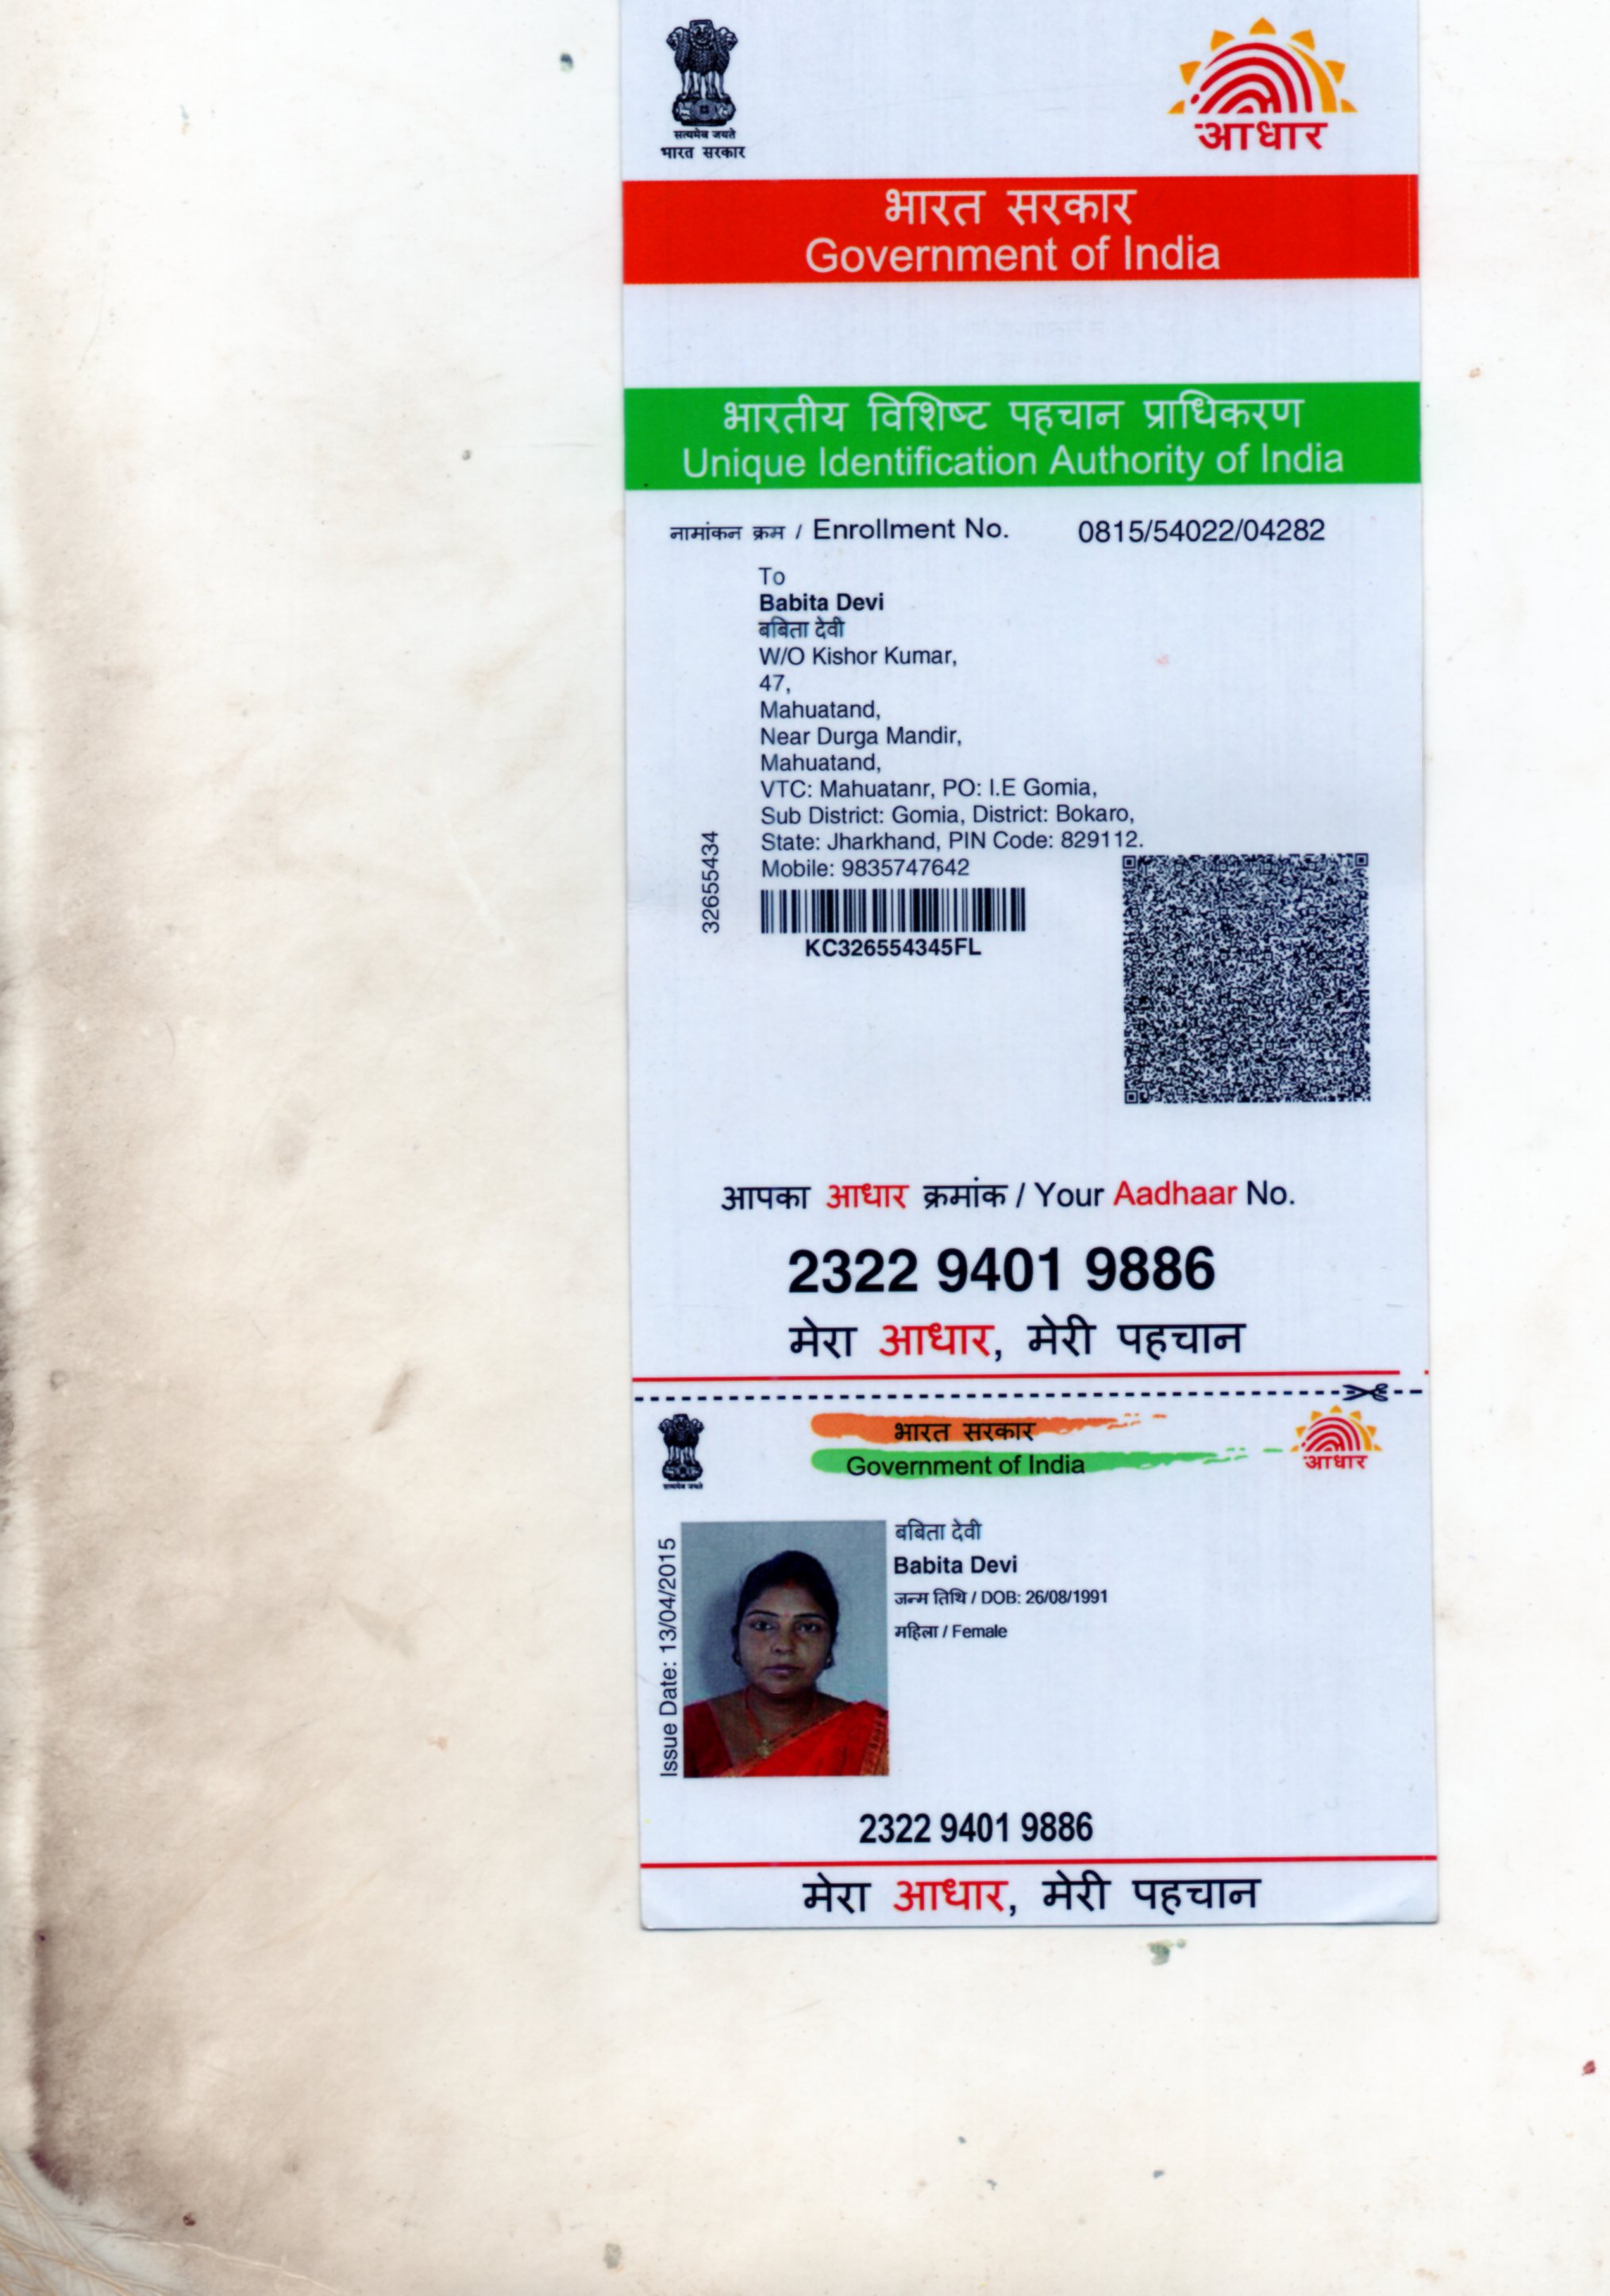 सत्यमेव जयते
भारत सरकार
आधार
भारत सरकार
Government of India
भारतीय विशिष्ट पहचान प्राधिकरण
Unique Identification Authority of India
नामांकन क्रम / Enrollment No. 0815/54022/04282
To
Babita Devi
बबिता देवी
W/O Kishor Kumar,
47,
Mahuatand,
Near Durga Mandir,
Mahuatand,
VTC: Mahuatanr, PO: I.E Gomia,
Sub District: Gomia, District: Bokaro,
State: Jharkhand, PIN Code: 829112.
Mobile: 9835747642
32655434
KC326554345FL
आपका आधार क्रमांक / Your Aadhaar No.
2322 9401 9886
मेरा आधार, मेरी पहचान
सत्यमेव जयते
भारत सरकार
Government of India
आधार
Issue Date: 13/04/2015
बबिता देवी
Babita Devi
जन्म तिथि / DOB: 26/08/1991
महिला / Female
2322 9401 9886
मेरा आधार, मेरी पहचान